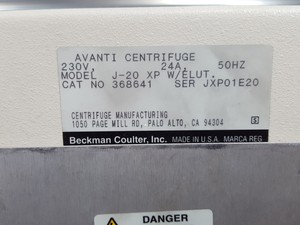 AVANTI CENTRIFUGE
230V, 24A, 50HZ
MODEL J-20 XP W/ELUT.
CAT NO 368641 SER JXP01E20
CENTRIFUGE MANUFACTURING
1050 PAGE MILL RD, PALO ALTO, CA 94304 S
Beckman Coulter, Inc. MADE IN U.S.A. MARCA REG
DANGER